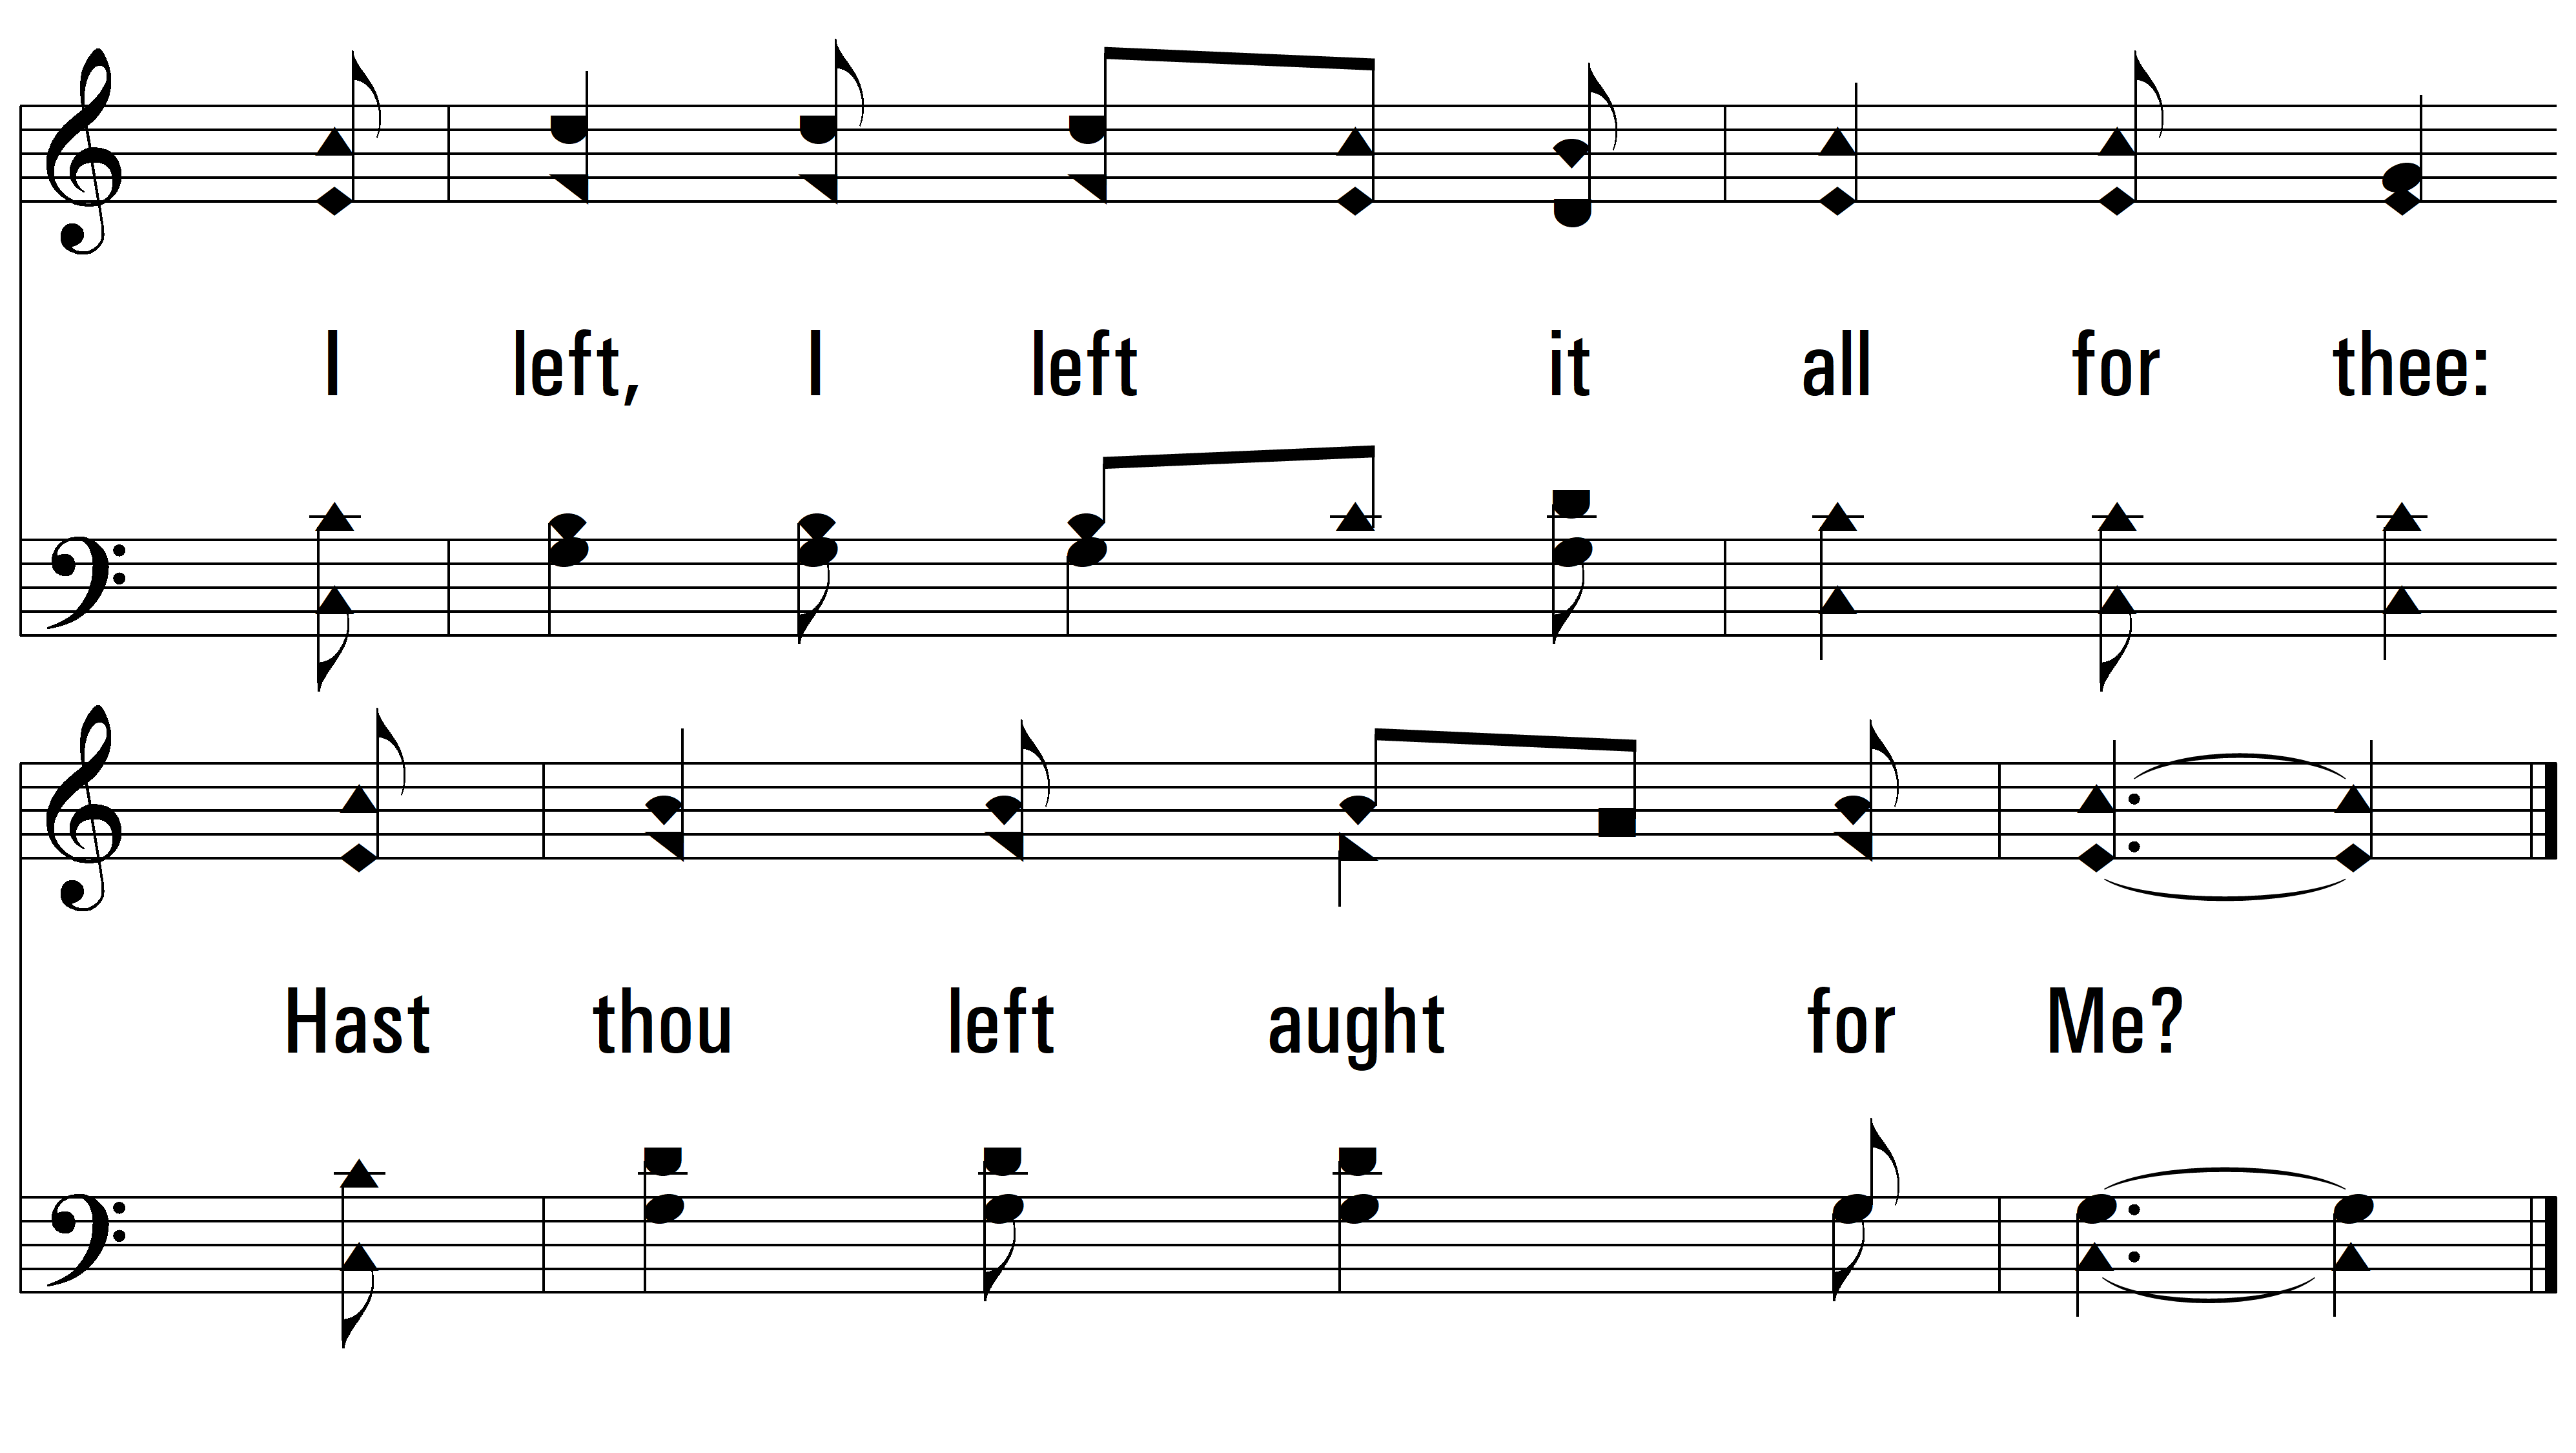 I left, I left it all for thee:
Hast thou left aught for Me?